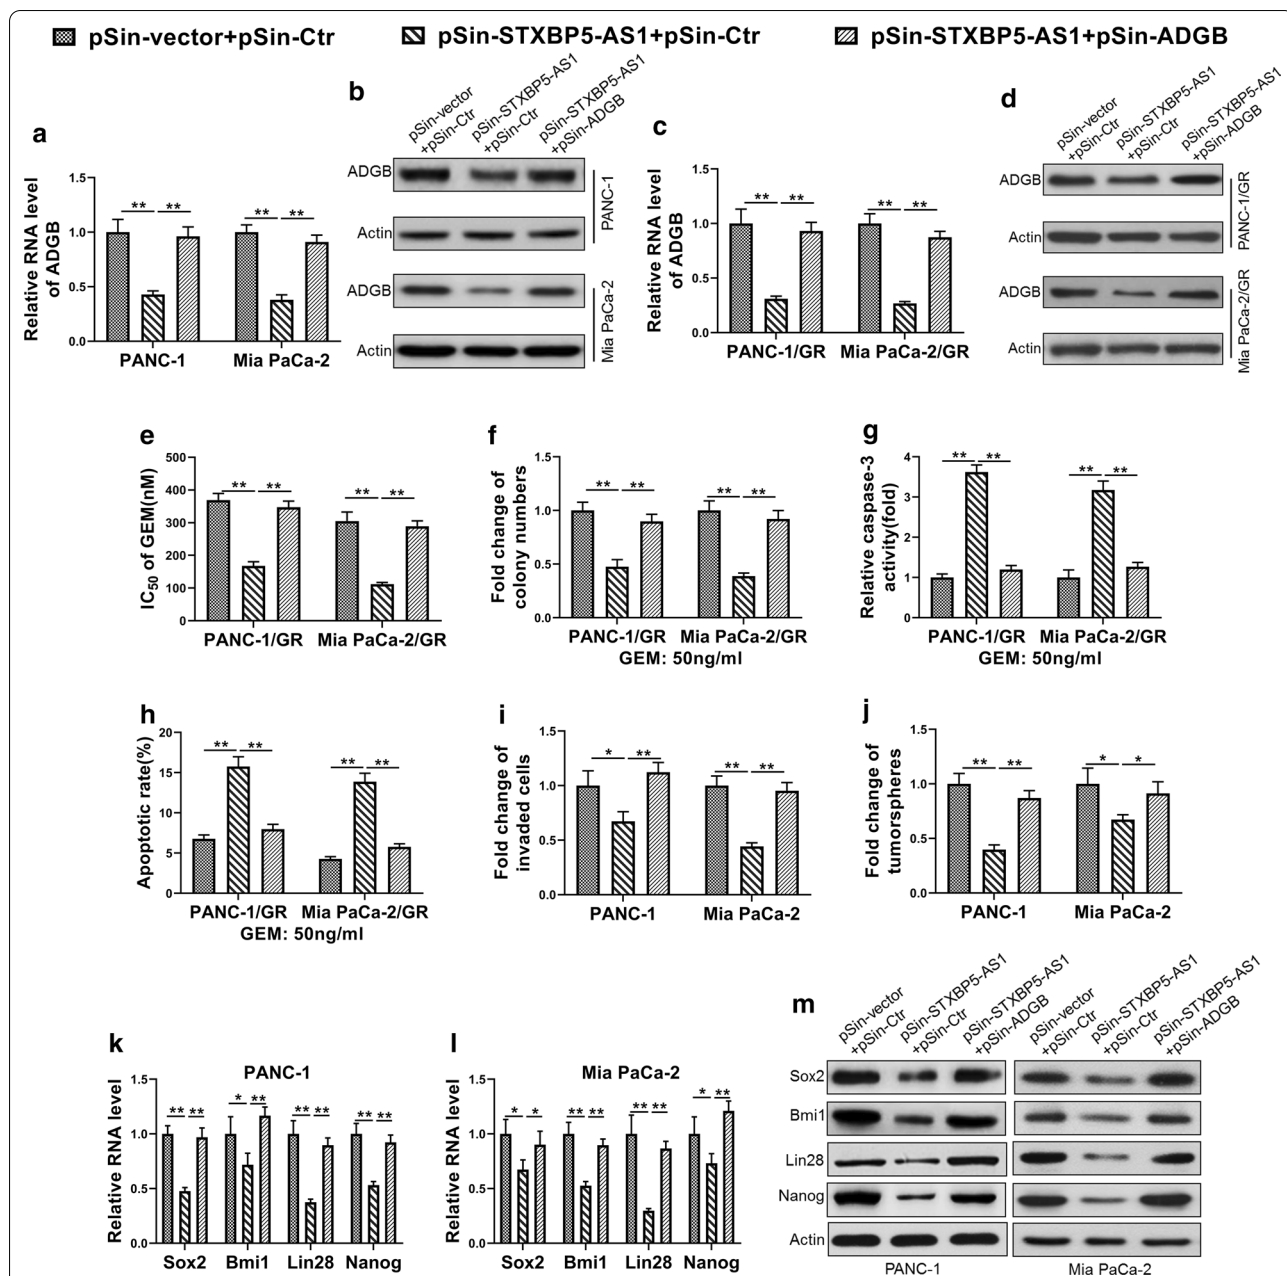 pSin-vector+pSin-Ctr
pSin-STXBP5-AS1+pSin-Ctr
pSin-STXBP5-AS1+pSin-ADGB
a
Relative RNA level
of ADGB
1.5
1.0
0.5
0.0
** ** ** **
PANC-1 Mia PaCa-2
b
pSin-vector
+pSin-Ctr
pSin-STXBP5-AS1
+pSin-Ctr
pSin-STXBP5-AS1
+pSin-ADGB
ADGB
Actin
PANC-1
ADGB
Actin
Mia PaCa-2
c
Relative RNA level
of ADGB
1.5
1.0
0.5
0.0
** ** ** **
PANC-1/GR Mia PaCa-2/GR
d
pSin-vector
+pSin-Ctr
pSin-STXBP5-AS1
+pSin-Ctr
pSin-STXBP5-AS1
+pSin-ADGB
ADGB
Actin
PANC-1/GR
ADGB
Actin
Mia PaCa-2/GR
e
IC50 of GEM(nM)
500
400
300
200
100
0
** ** ** **
PANC-1/GR Mia PaCa-2/GR
f
Fold change of
colony numbers
1.5
1.0
0.5
0.0
** ** ** **
PANC-1/GR Mia PaCa-2/GR
GEM: 50ng/ml
g
Relative caspase-3
activity(fold)
4
3
2
1
0
** ** ** **
PANC-1/GR Mia PaCa-2/GR
GEM: 50ng/ml
h
Apoptotic rate(%)
20
15
10
5
0
** ** ** **
PANC-1/GR Mia PaCa-2/GR
GEM: 50ng/ml
i
Fold change of
invaded cells
1.5
1.0
0.5
0.0
* ** ** **
PANC-1 Mia PaCa-2
j
Fold change of
tumorspheres
1.5
1.0
0.5
0.0
** ** * *
PANC-1 Mia PaCa-2
k
PANC-1
Relative RNA level
1.5
1.0
0.5
0.0
** ** * ** ** ** ** **
Sox2 Bmi1 Lin28 Nanog
l
Mia PaCa-2
Relative RNA level
1.5
1.0
0.5
0.0
* * ** ** ** ** * **
Sox2 Bmi1 Lin28 Nanog
m
pSin-vector
+pSin-Ctr
pSin-STXBP5-AS1
+pSin-Ctr
pSin-STXBP5-AS1
+pSin-ADGB
pSin-vector
+pSin-Ctr
pSin-STXBP5-AS1
+pSin-Ctr
pSin-STXBP5-AS1
+pSin-ADGB
Sox2
Bmi1
Lin28
Nanog
Actin
PANC-1 Mia PaCa-2